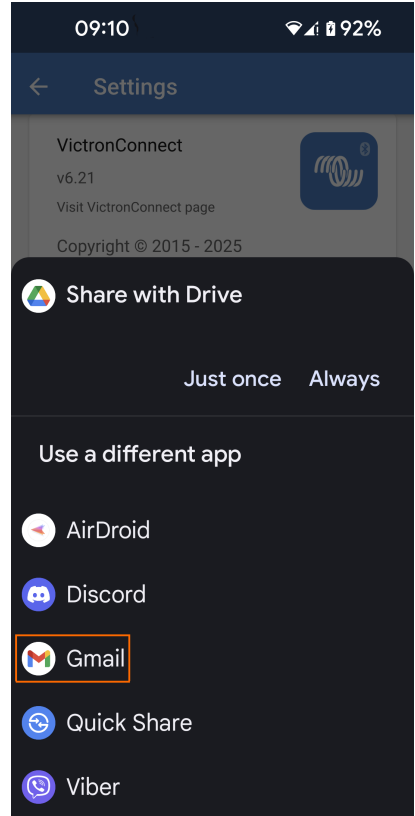 09:10 92%
Settings
VictronConnect
v6.21
Visit VictronConnect page
Copyright © 2015 - 2025
Share with Drive
Just once Always
Use a different app
AirDroid
Discord
Gmail
Quick Share
Viber